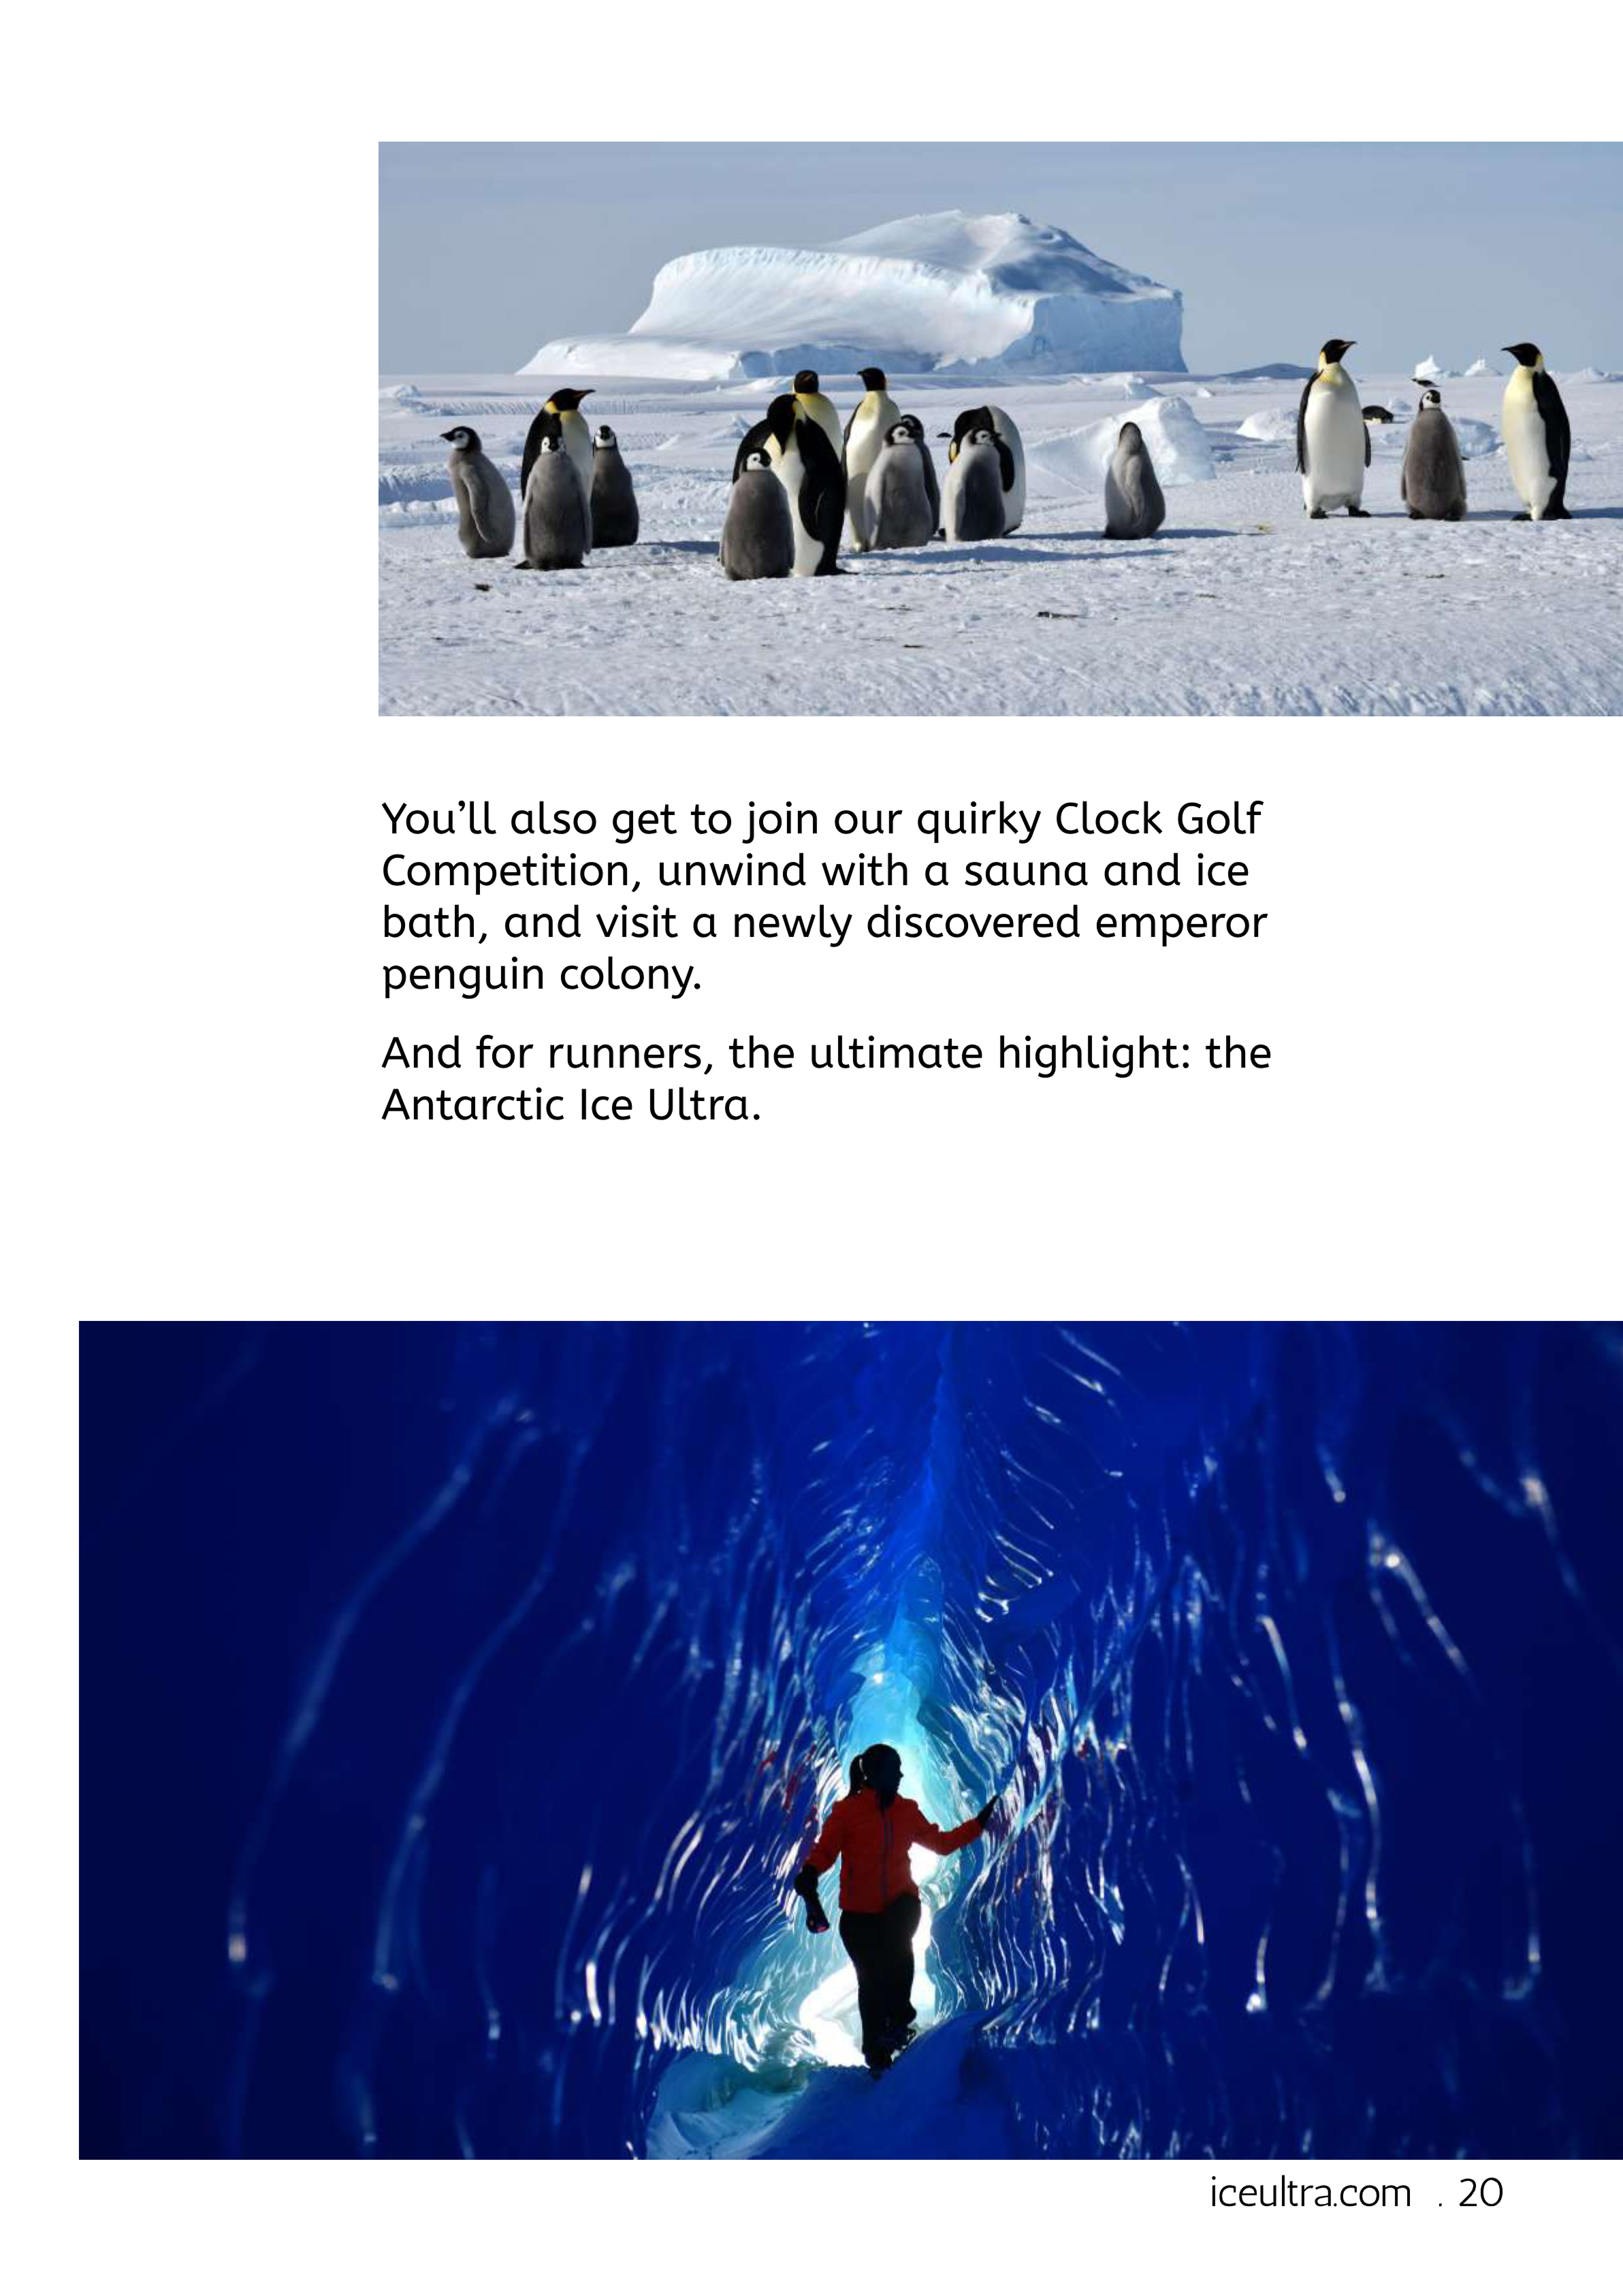 You’ll also get to join our quirky Clock Golf
Competition, unwind with a sauna and ice
bath, and visit a newly discovered emperor
penguin colony.
And for runners, the ultimate highlight: the
Antarctic Ice Ultra.
iceultra.com . 20